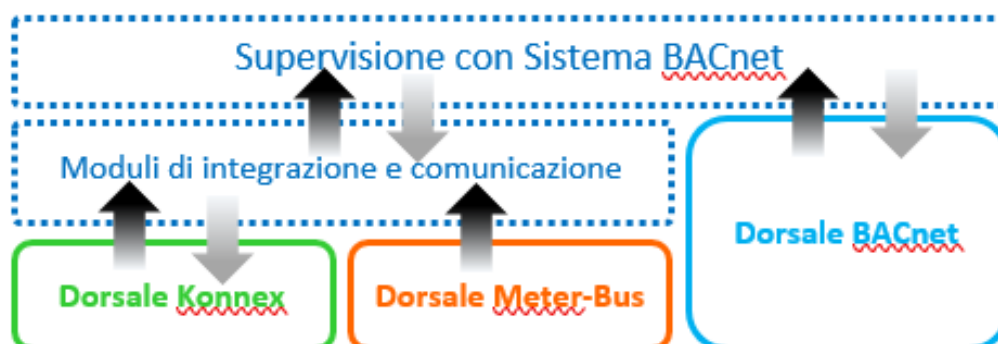 Supervisione con Sistema BACnet
Moduli di integrazione e comunicazione
Dorsale BACnet
Dorsale Konnex
Dorsale Meter-Bus